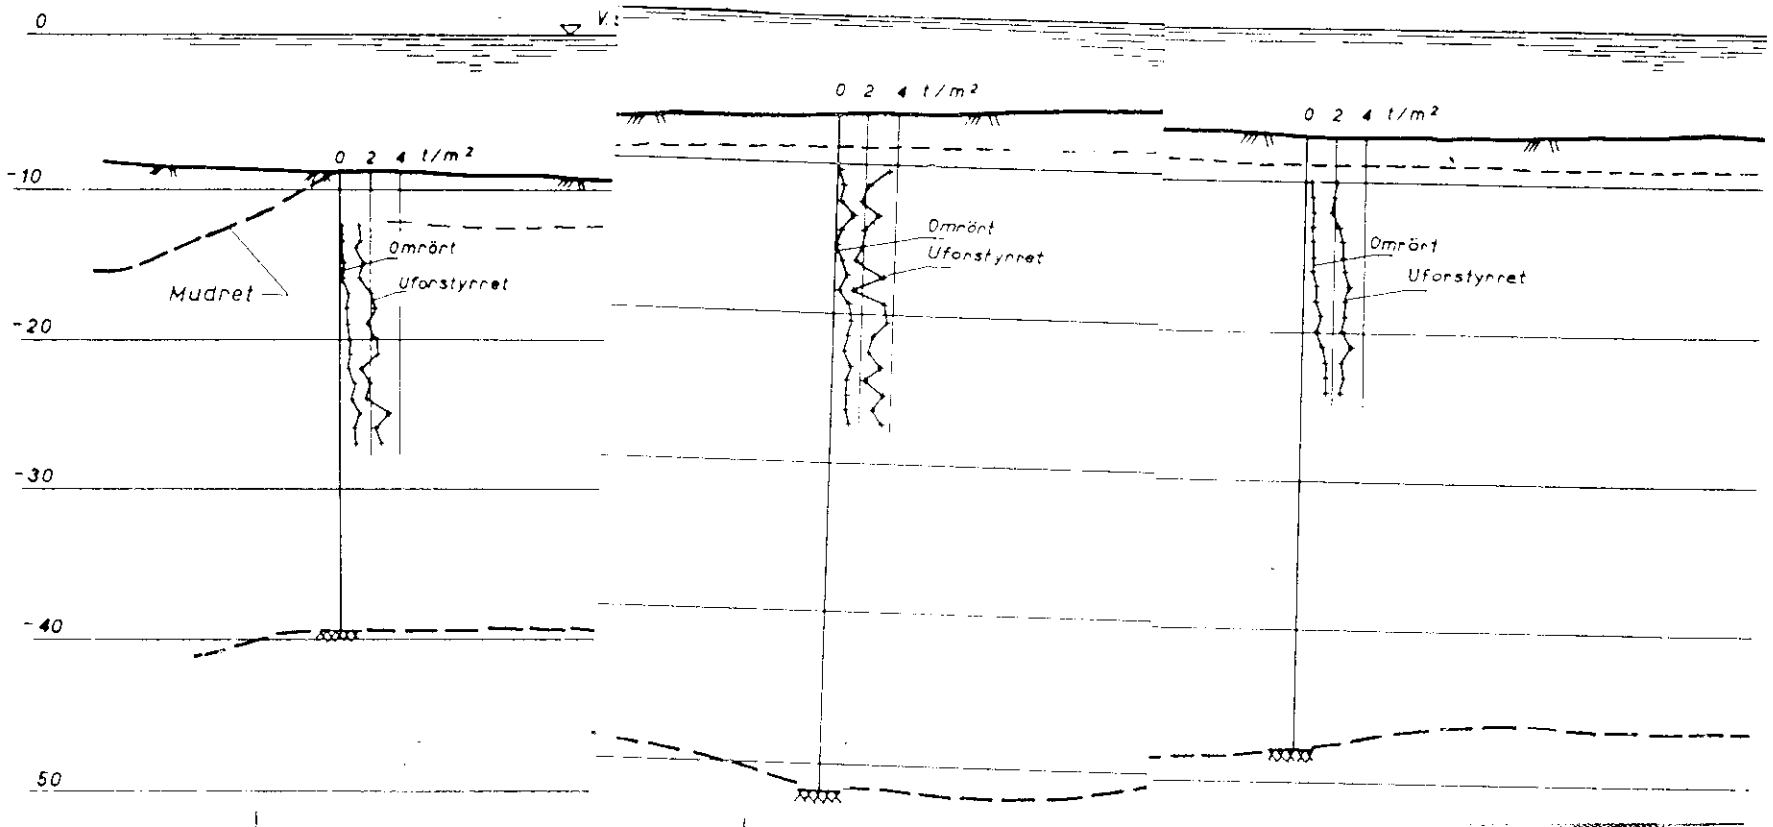 0
V.
0 2 4 t/m²
0 2 4 t/m²
0 2 4 t/m²
-10
Omrört
Uforstyrret
Mudret
Omrört
Uforstyrret
Omrört
Uforstyrret
-20
-30
-40
50